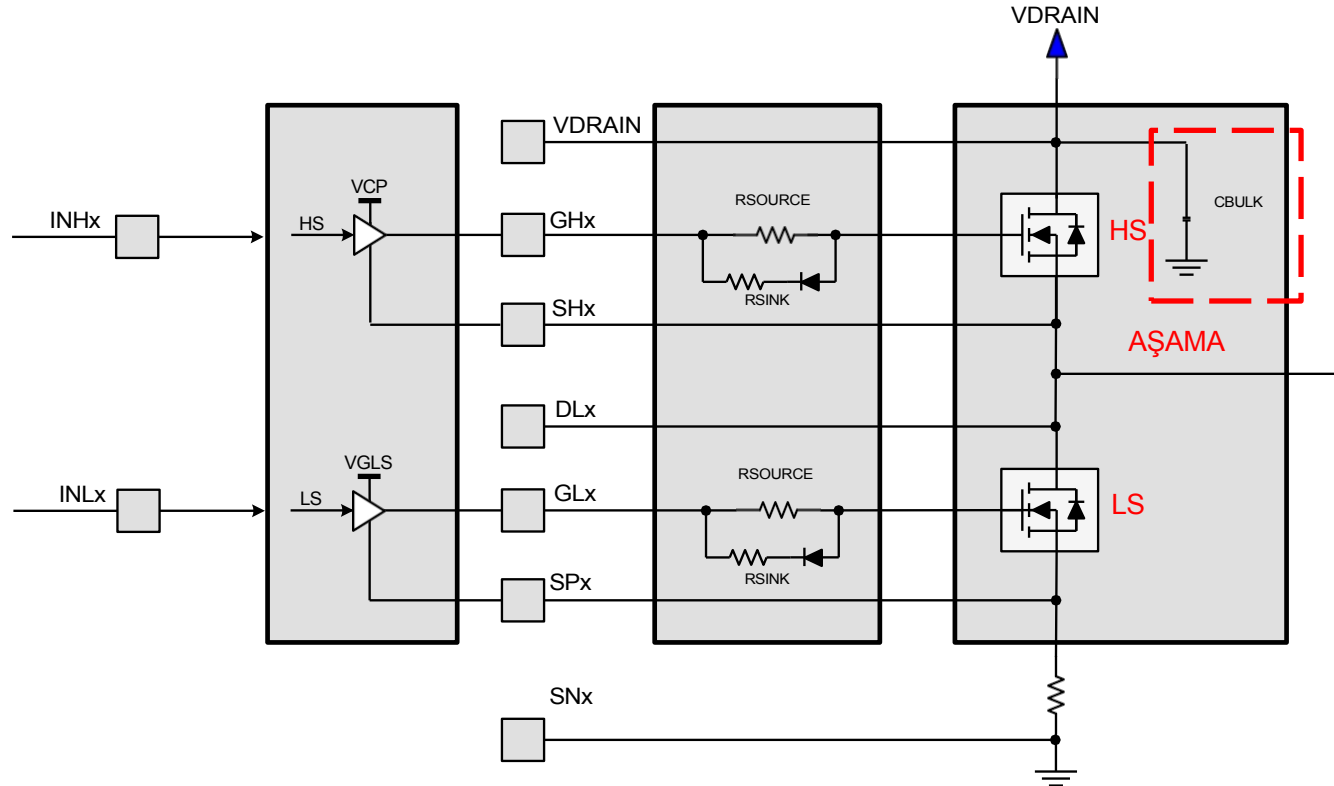 VDRAIN
VDRAIN
VCP
RSOURCE
CBULK
INHx
HS
GHx
HS
RSINK
SHx
AŞAMA
DLx
VGLS
RSOURCE
INLx
LS
GLx
LS
RSINK
SPx
SNx